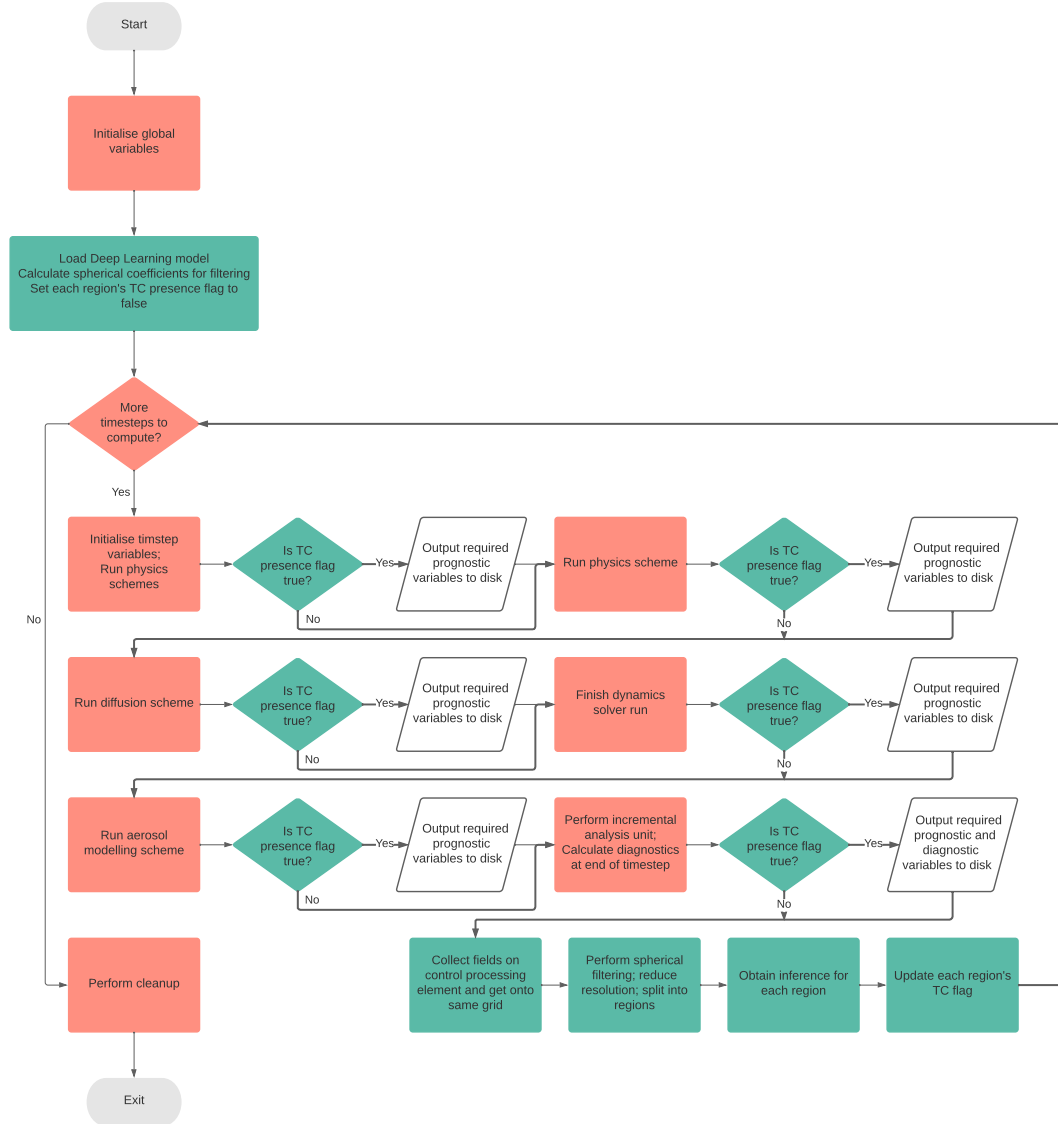 Start
Initialise global
variables
Load Deep Learning model
Calculate spherical coefficients for filtering
Set each region's TC presence flag to
false
More
timesteps to
compute?
Yes
No
Initialise timstep
variables;
Run physics
schemes
Is TC
presence flag
true?
Yes
No
Output required
prognostic
variables to disk
Run physics scheme
Is TC
presence flag
true?
Yes
No
Output required
prognostic
variables to disk
Run diffusion scheme
Is TC
presence flag
true?
Yes
No
Output required
prognostic
variables to disk
Finish dynamics
solver run
Is TC
presence flag
true?
Yes
No
Output required
prognostic
variables to disk
Run aerosol
modelling scheme
Is TC
presence flag
true?
Yes
No
Output required
prognostic
variables to disk
Perform incremental
analysis unit;
Calculate diagnostics
at end of timestep
Is TC
presence flag
true?
Yes
No
Output required
prognostic and
diagnostic
variables to disk
Collect fields on
control processing
element and get onto
same grid
Perform spherical
filtering; reduce
resolution; split into
regions
Obtain inference for
each region
Update each region's
TC flag
Perform cleanup
Exit